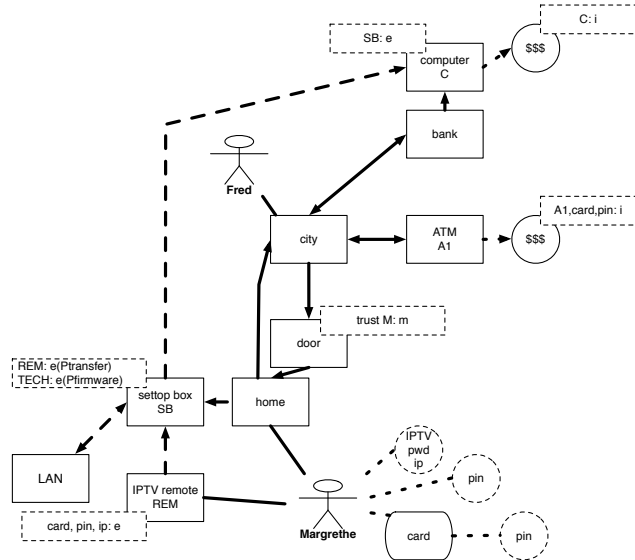 C: i
SB: e
$$$
computer
C
bank
Fred
A1,card,pin: i
city
ATM
A1
$$$
trust M: m
door
REM: e(Ptransfer)
TECH: e(Pfirmware)
settop box
SB
home
IPTV
pwd
ip
LAN
IPTV remote
REM
pin
card, pin, ip: e
Margrethe
card
pin